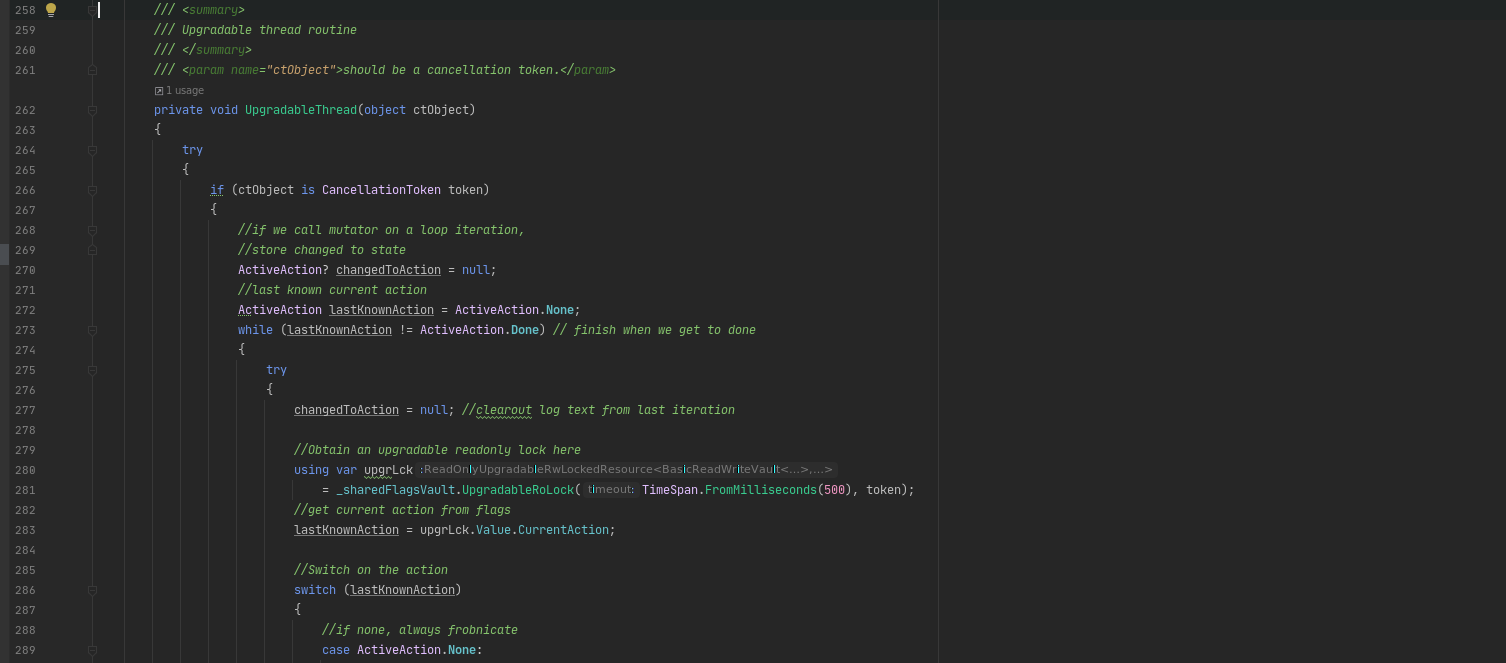 258 /// <summary>
259 /// Upgradable thread routine
260 /// </summary>
261 /// <param name="ctObject">should be a cancellation token.</param>
1 usage
262 private void UpgradableThread(object ctObject)
263 {
264 try
265 {
266 if (ctObject is CancellationToken token)
267 {
268 //if we call mutator on a loop iteration,
269 //store changed to state
270 ActiveAction? changedToAction = null;
271 //last known current action
272 ActiveAction lastKnownAction = ActiveAction.None;
273 while (lastKnownAction != ActiveAction.Done) // finish when we get to done
274 {
275 try
276 {
277 changedToAction = null; //clearout log text from last iteration
278
279 //Obtain an upgradable readonly lock here
280 using var upgrLck :ReadOnlyUpgradableRwLockedResource<BasicReadWriteVault<...>,...>
281 = _sharedFlagsVault.UpgradableRoLock( timeout: TimeSpan.FromMilliseconds(500), token);
282 //get current action from flags
283 lastKnownAction = upgrLck.Value.CurrentAction;
284
285 //Switch on the action
286 switch (lastKnownAction)
287 {
288 //if none, always frobnicate
289 case ActiveAction.None: